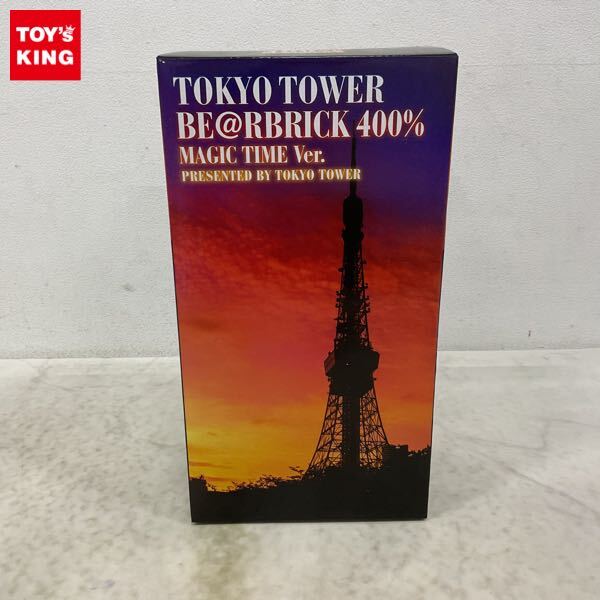 TOY'S
KING
TOKYO TOWER
BE@RBRICK 400%
MAGIC TIME Ver.
PRESENTED BY TOKYO TOWER